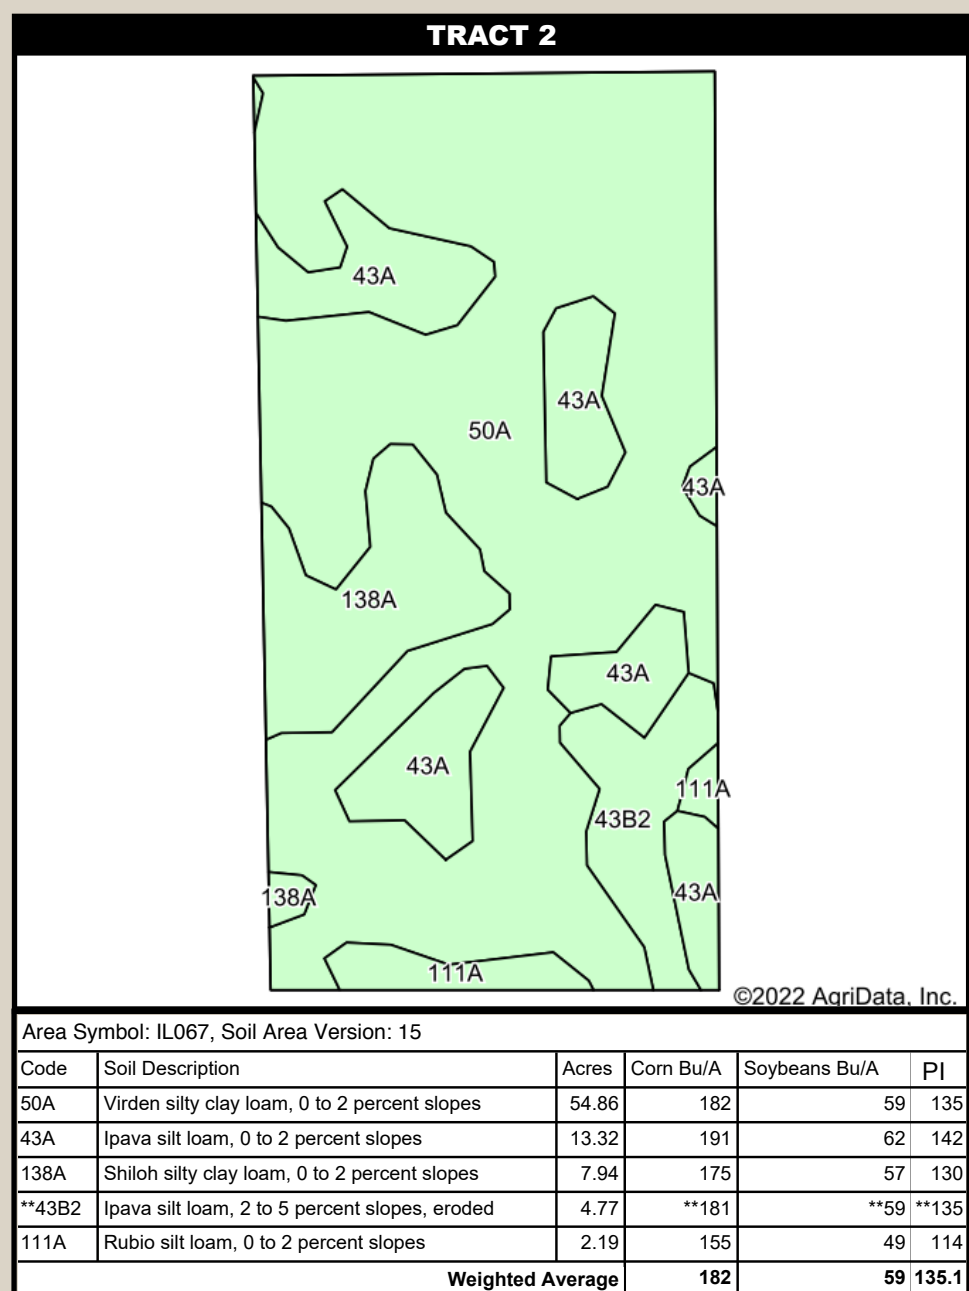 TRACT 2
43A
43A
50A
43A
138A
43A
43A
111A
43B2
43A
138A
111A
©2022 AgriData, Inc.
Area Symbol: IL067, Soil Area Version: 15
Code Soil Description Acres Corn Bu/A Soybeans Bu/A PI
50A Virden silty clay loam, 0 to 2 percent slopes 54.86 182 59 135
43A Ipava silt loam, 0 to 2 percent slopes 13.32 191 62 142
138A Shiloh silty clay loam, 0 to 2 percent slopes 7.94 175 57 130
**43B2 Ipava silt loam, 2 to 5 percent slopes, eroded 4.77 **181 **59 **135
111A Rubio silt loam, 0 to 2 percent slopes 2.19 155 49 114
Weighted Average 182 59 135.1